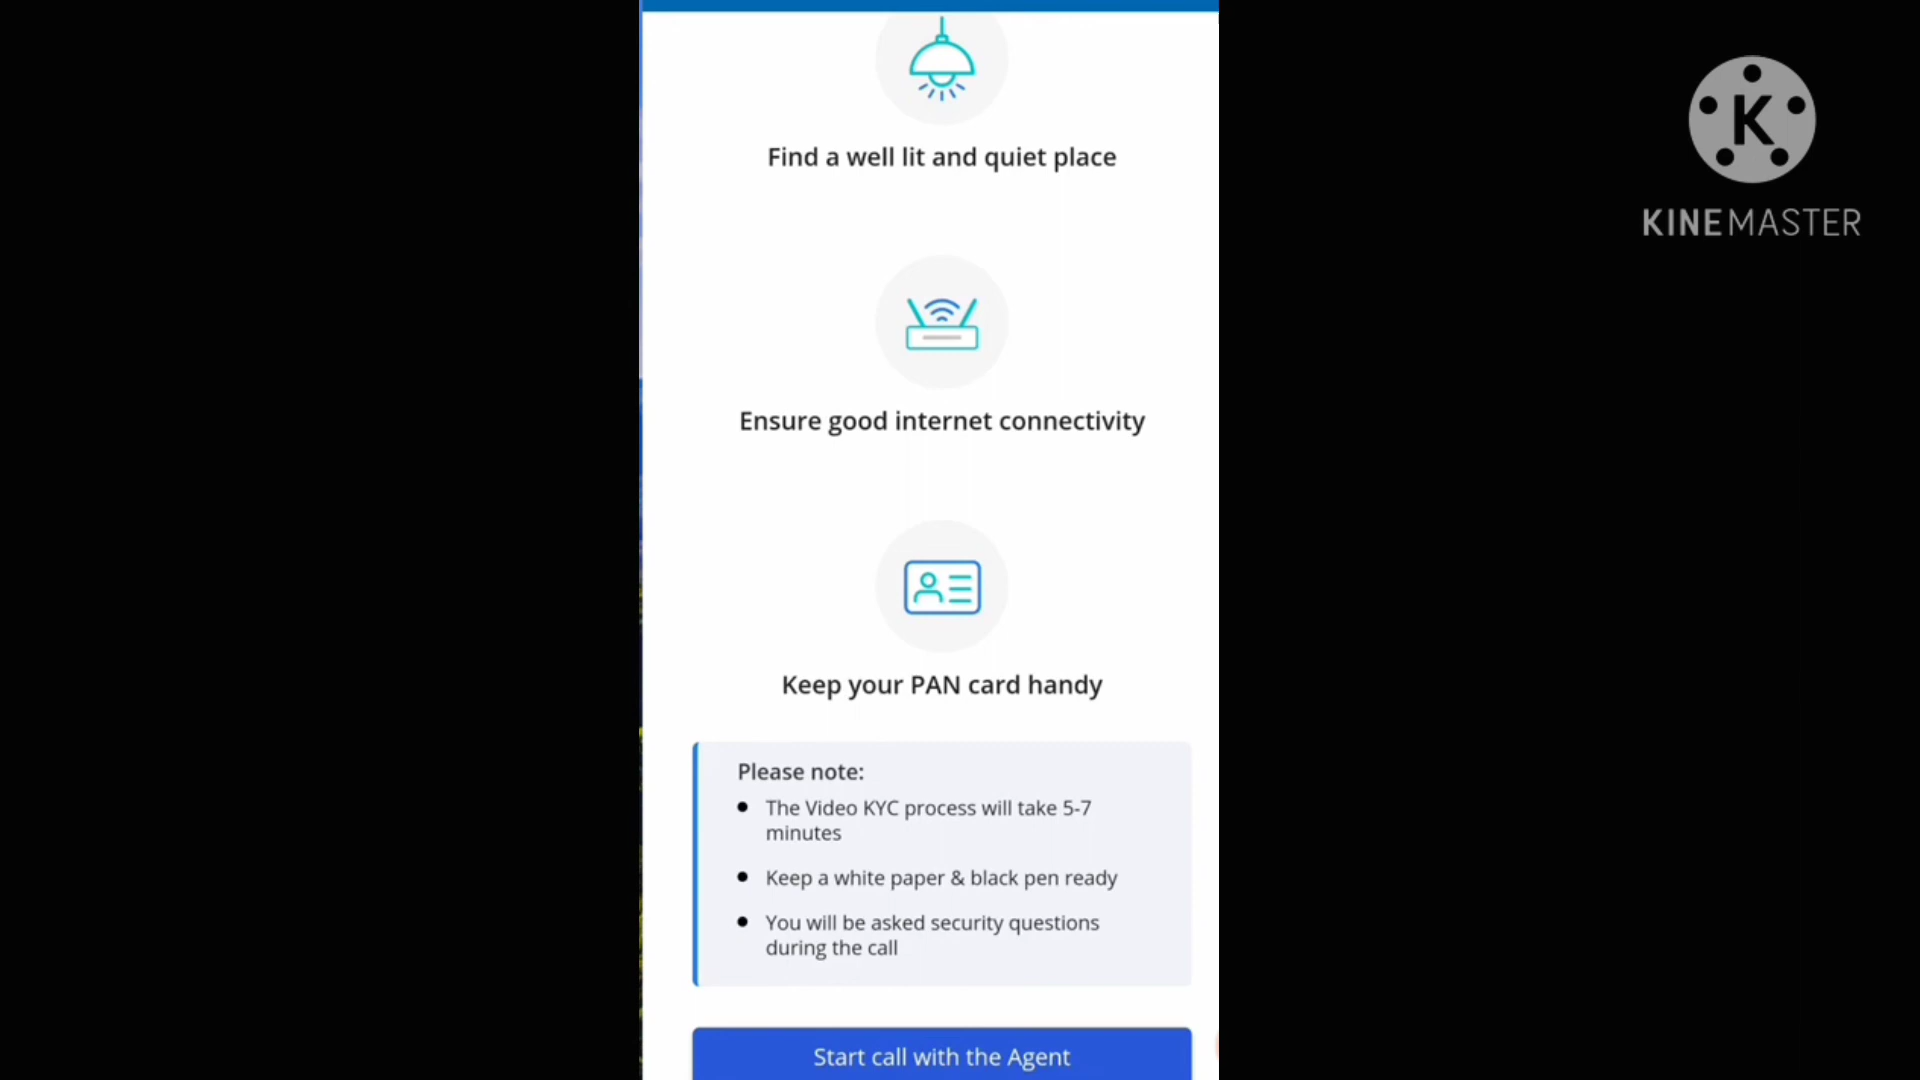 Find a well lit and quiet place
K
KINEMASTER
Ensure good internet connectivity
Keep your PAN card handy
Please note:
The Video KYC process will take 5-7
minutes
Keep a white paper & black pen ready
You will be asked security questions
during the call
Start call with the Agent